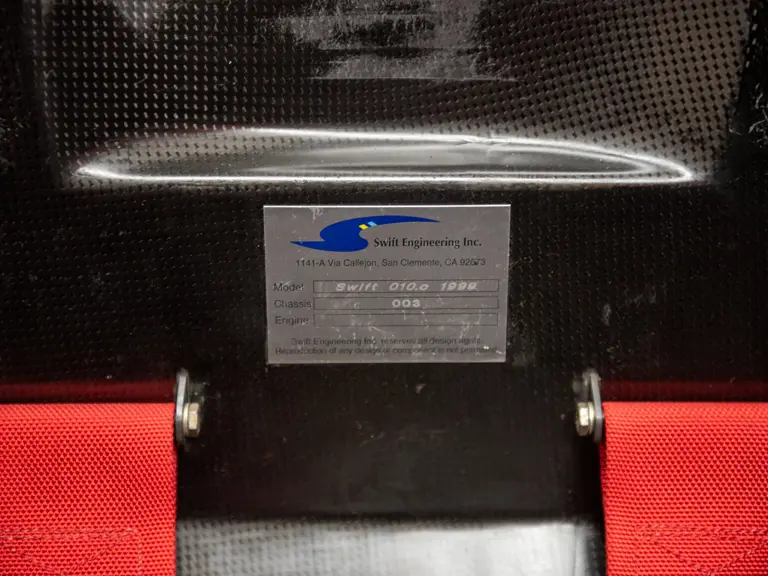 Swift Engineering Inc.
1141-A Via Callejon, San Clemente, CA 92673
Model Swift 010.c 1999
Chassis 003
Engine
Swift Engineering Inc. reserves all design rights.
Reproduction of any design or component is not permitted.